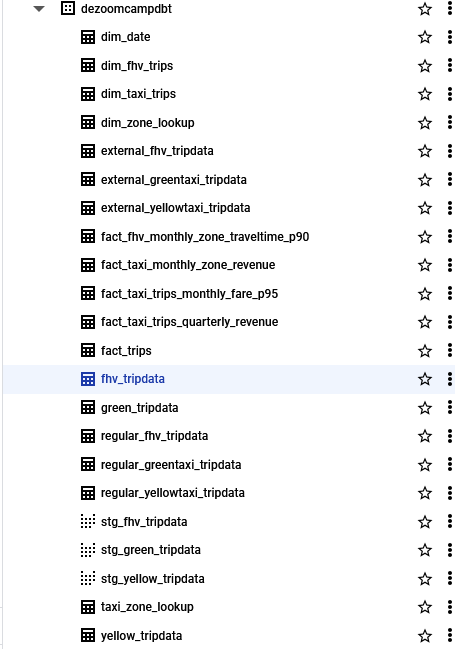 dezoomcampdbt
dim_date
dim_fhv_trips
dim_taxi_trips
dim_zone_lookup
external_fhv_tripdata
external_greentaxi_tripdata
external_yellowtaxi_tripdata
fact_fhv_monthly_zone_traveltime_p90
fact_taxi_monthly_zone_revenue
fact_taxi_trips_monthly_fare_p95
fact_taxi_trips_quarterly_revenue
fact_trips
fhv_tripdata
green_tripdata
regular_fhv_tripdata
regular_greentaxi_tripdata
regular_yellowtaxi_tripdata
stg_fhv_tripdata
stg_green_tripdata
stg_yellow_tripdata
taxi_zone_lookup
yellow_tripdata